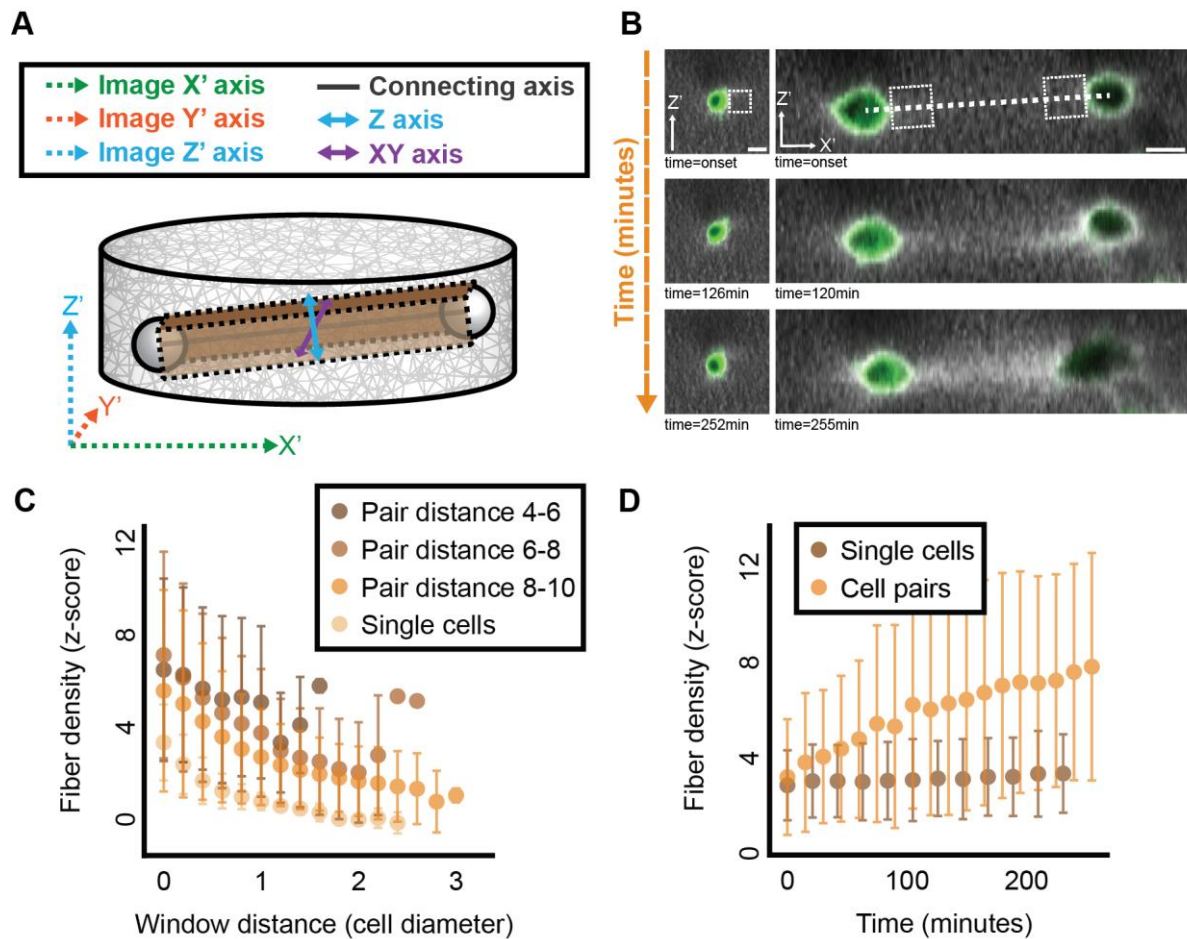 A
Image X’ axis
Image Y’ axis
Image Z’ axis
Connecting axis
Z axis
XY axis
Z’
Y’
X’
B
Time (minutes)
Z’
time=onset
Z’
X’
time=onset
time=126min
time=120min
time=252min
time=255min
C
Pair distance 4-6
Pair distance 6-8
Pair distance 8-10
Single cells
Fiber density (z-score)
12
8
4
0
0 1 2 3
Window distance (cell diameter)
D
Single cells
Cell pairs
Fiber density (z-score)
12
8
4
0
0 100 200
Time (minutes)